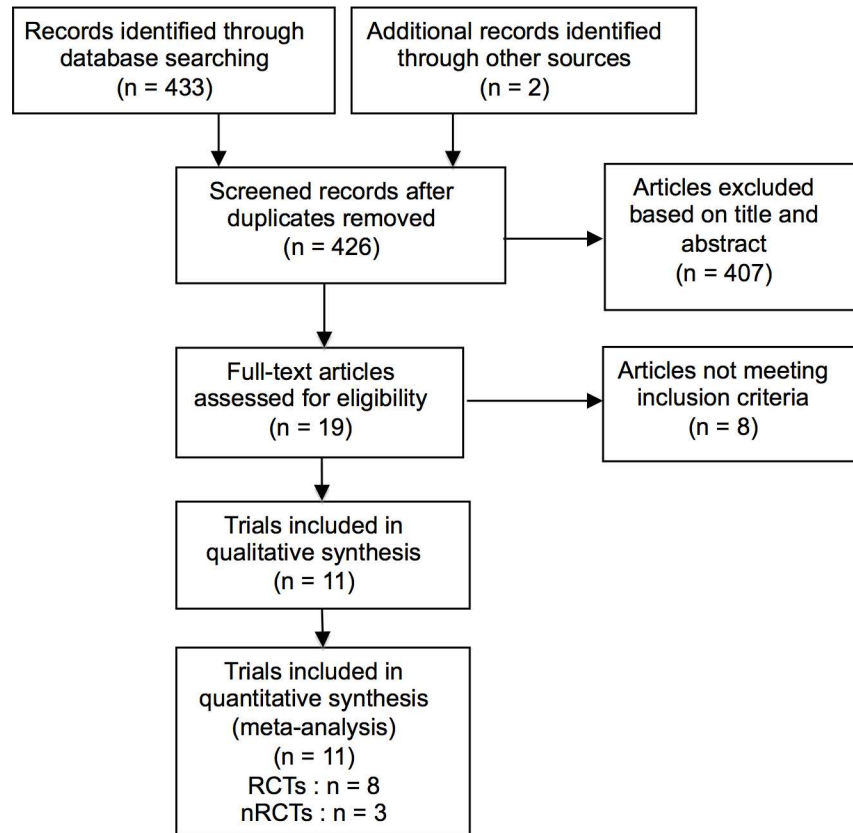 Records identified through
database searching
(n = 433)
Additional records identified
through other sources
(n = 2)
Screened records after
duplicates removed
(n = 426)
Articles excluded
based on title and
abstract
(n = 407)
Full-text articles
assessed for eligibility
(n = 19)
Articles not meeting
inclusion criteria
(n = 8)
Trials included in
qualitative synthesis
(n = 11)
Trials included in
quantitative synthesis
(meta-analysis)
(n = 11)
RCTs : n = 8
nRCTs : n = 3